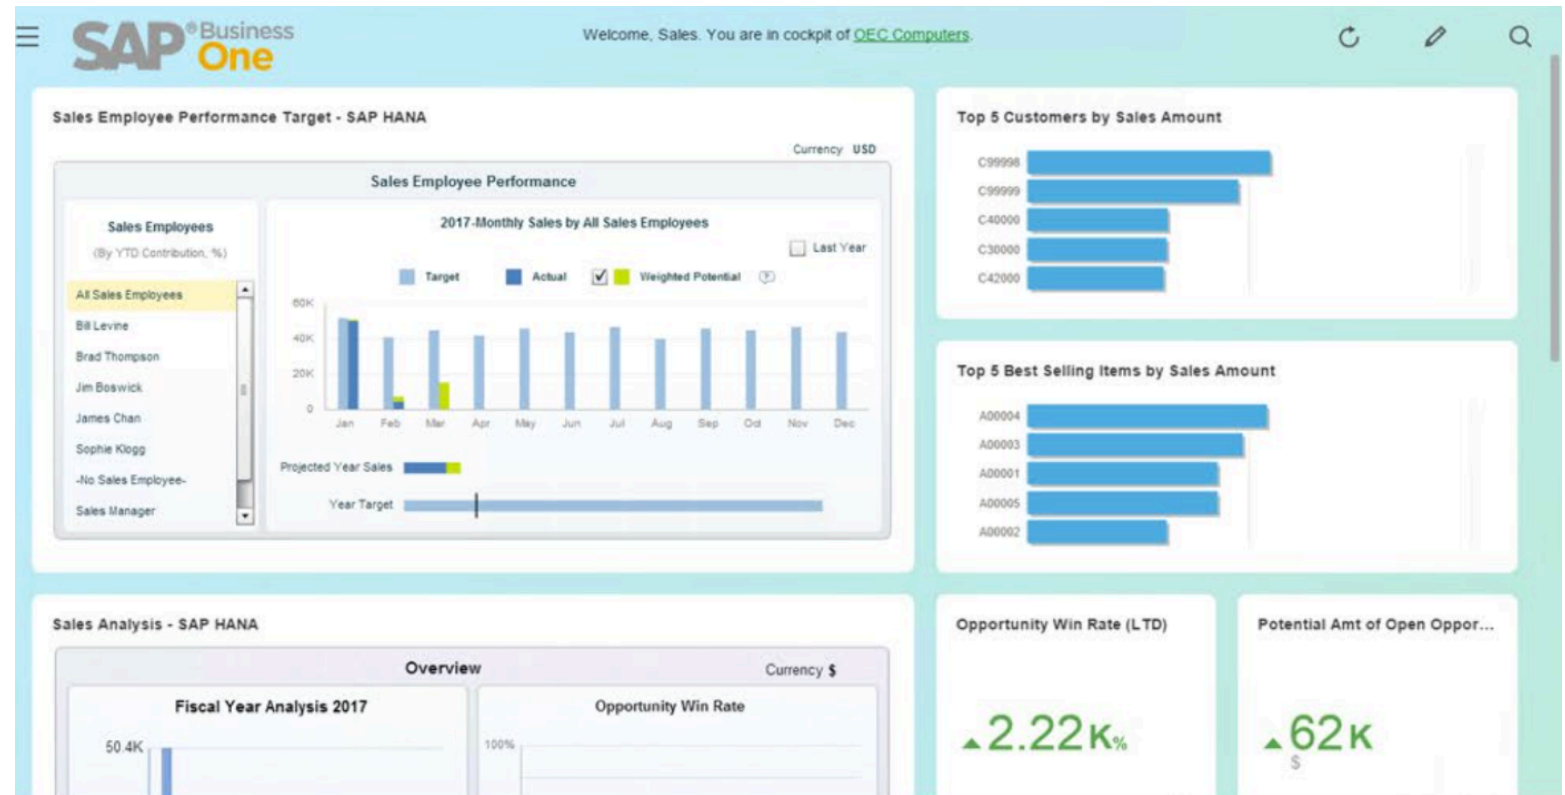 SAP® Business One
Welcome, Sales. You are in cockpit of OEC Computers.
Sales Employee Performance Target - SAP HANA
Currency USD
Sales Employee Performance
Sales Employees
(By YTD Contribution, %)
All Sales Employees
Bill Levine
Brad Thompson
Jim Boswick
James Chan
Sophie Klogg
-No Sales Employee-
Sales Manager
2017-Monthly Sales by All Sales Employees
Last Year
Target Actual Weighted Potential ?
60K
40K
20K
0
Jan Feb Mar Apr May Jun Jul Aug Sep Oct Nov Dec
Projected Year Sales
Year Target
Top 5 Customers by Sales Amount
C99998
C99999
C40000
C30000
C42000
Top 5 Best Selling Items by Sales Amount
A00004
A00003
A00001
A00005
A00002
Sales Analysis - SAP HANA
Overview
Currency $
Fiscal Year Analysis 2017
50.4K
Opportunity Win Rate
100%
Opportunity Win Rate (LTD)
2.22K%
Potential Amt of Open Oppor...
62K
$